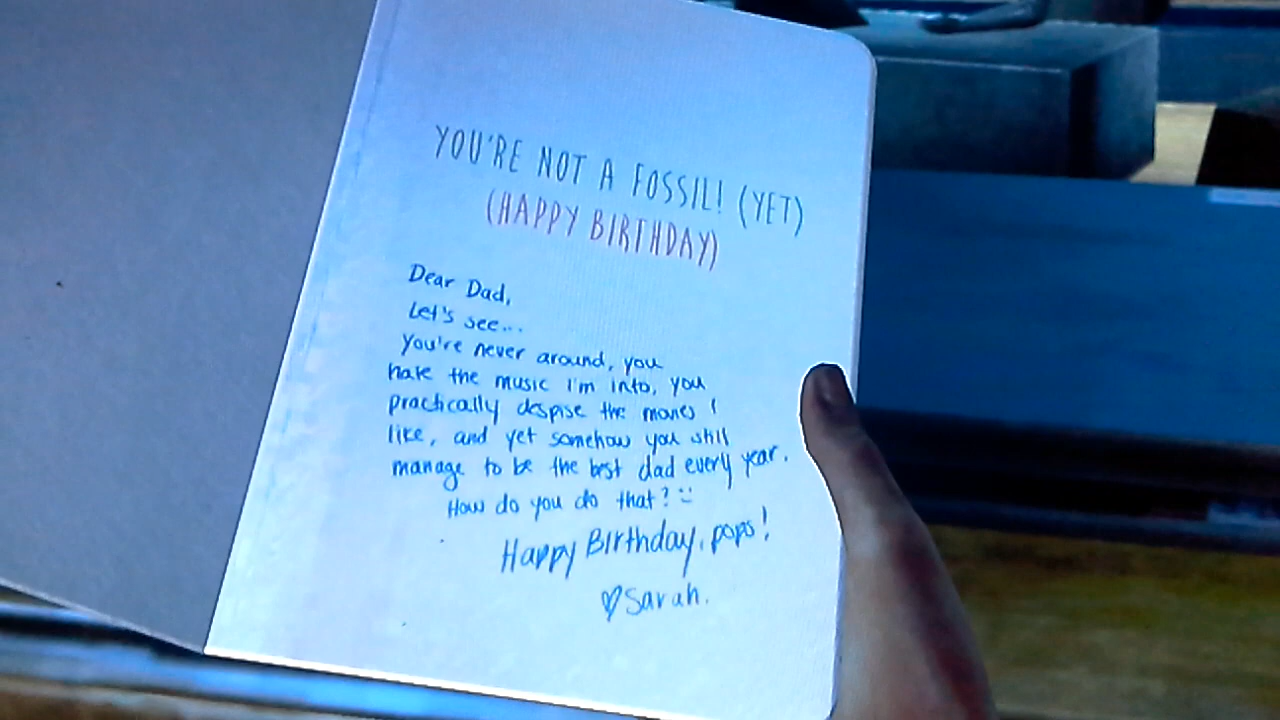 YOU'RE NOT A FOSSIL! (YET)
(HAPPY BIRTHDAY)
Dear Dad,
Let's see...
You're never around, you
hate the music I'm into, you
practically despise the movies I
like, and yet somehow you still
manage to be the best dad every year.
How do you do that? :)
Happy Birthday, pops!
♡ Sarah.